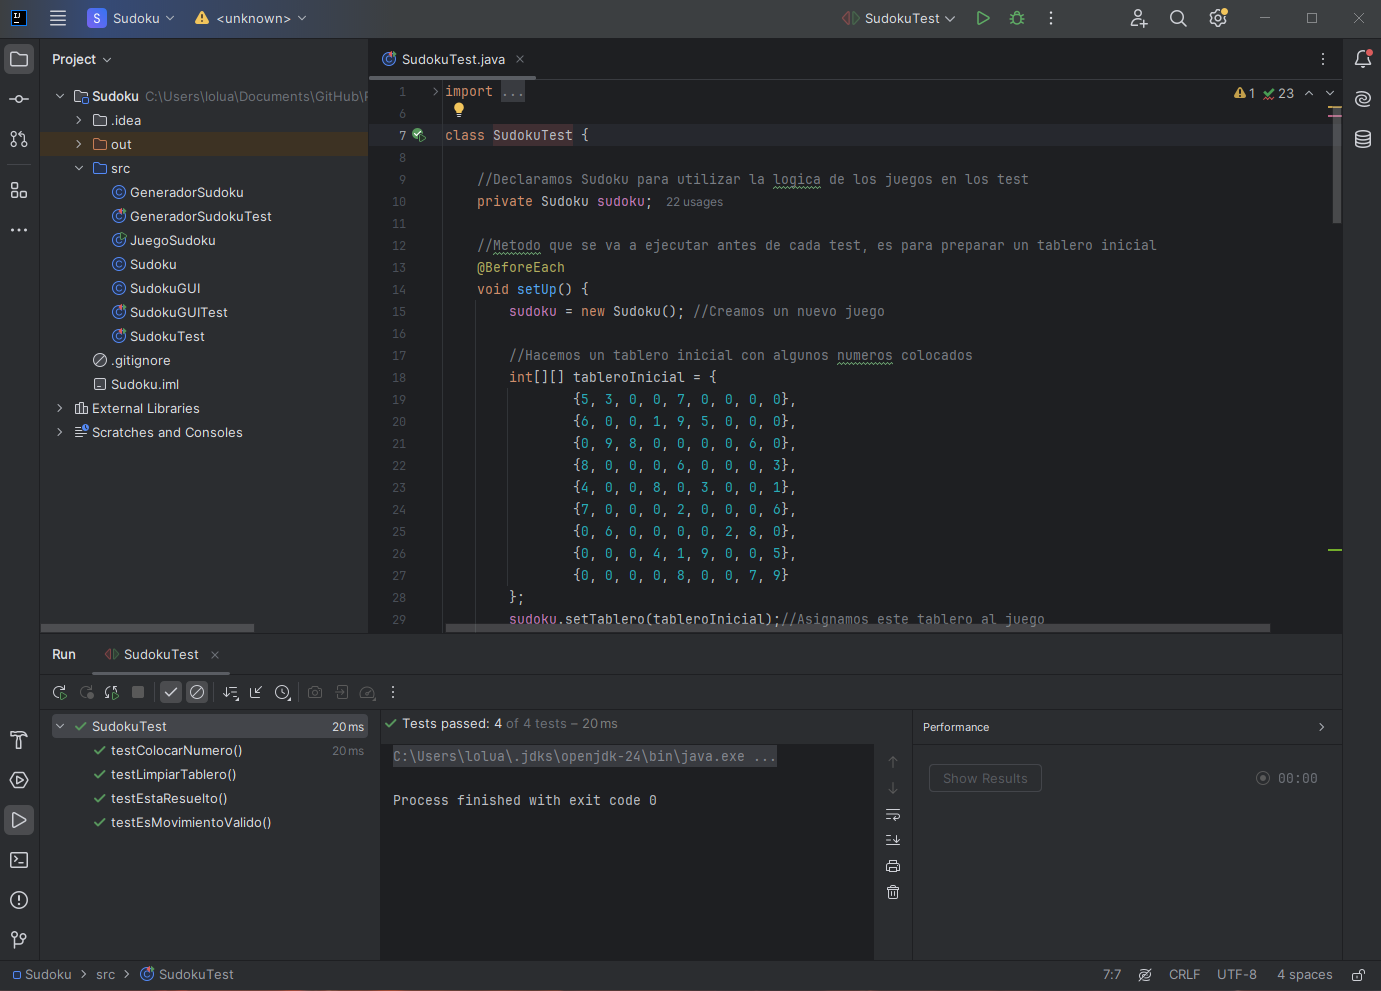 S Sudoku <unknown> SudokuTest
Project
SudokuTest.java
Sudoku C:\Users\lolua\Documents\GitHub\
.idea
out
src
GeneradorSudoku
GeneradorSudokuTest
JuegoSudoku
Sudoku
SudokuGUI
SudokuGUITest
SudokuTest
.gitignore
Sudoku.iml
External Libraries
Scratches and Consoles
1 23
1 import ...
6
7 class SudokuTest {
8
9 //Declaramos Sudoku para utilizar la logica de los juegos en los test
10 private Sudoku sudoku; 22 usages
11
12 //Metodo que se va a ejecutar antes de cada test, es para preparar un tablero inicial
13 @BeforeEach
14 void setUp() {
15 sudoku = new Sudoku(); //Creamos un nuevo juego
16
17 //Hacemos un tablero inicial con algunos numeros colocados
18 int[][] tableroInicial = {
19 {5, 3, 0, 0, 7, 0, 0, 0, 0},
20 {6, 0, 0, 1, 9, 5, 0, 0, 0},
21 {0, 9, 8, 0, 0, 0, 0, 6, 0},
22 {8, 0, 0, 0, 6, 0, 0, 0, 3},
23 {4, 0, 0, 8, 0, 3, 0, 0, 1},
24 {7, 0, 0, 0, 2, 0, 0, 0, 6},
25 {0, 6, 0, 0, 0, 0, 2, 8, 0},
26 {0, 0, 0, 4, 1, 9, 0, 0, 5},
27 {0, 0, 0, 0, 8, 0, 0, 7, 9}
28 };
29 sudoku.setTablero(tableroInicial);//Asignamos este tablero al juego
Run SudokuTest
SudokuTest 20 ms
testColocarNumero() 20 ms
testLimpiarTablero()
testEstaResuelto()
testEsMovimientoValido()
Tests passed: 4 of 4 tests – 20 ms
C:\Users\lolua\.jdks\openjdk-24\bin\java.exe ...
Process finished with exit code 0
Performance
Show Results 00:00
Sudoku > src > SudokuTest
7:7 CRLF UTF-8 4 spaces